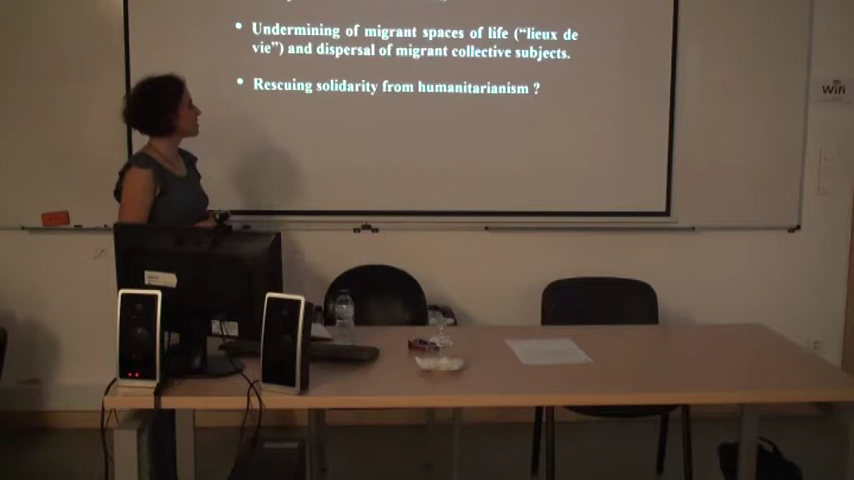 • Undermining of migrant spaces of life (“lieux de
vie”) and dispersal of migrant collective subjects.
• Rescuing solidarity from humanitarianism ?
Wifi